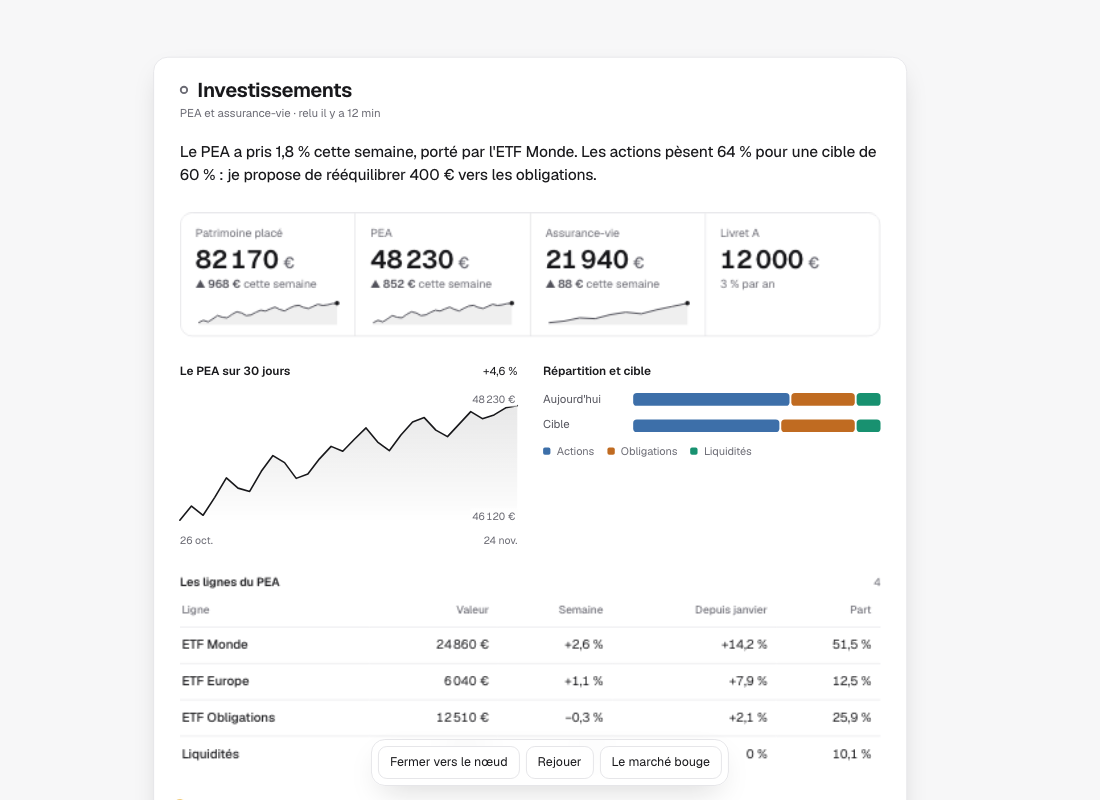 Investissements
PEA et assurance-vie · relu il y a 12 min
Le PEA a pris 1,8 % cette semaine, porté par l'ETF Monde. Les actions pèsent 64 % pour une cible de
60 % : je propose de rééquilibrer 400 € vers les obligations.
Patrimoine placé
82 170 €
▲ 968 € cette semaine
PEA
48 230 €
▲ 852 € cette semaine
Assurance-vie
21 940 €
▲ 88 € cette semaine
Livret A
12 000 €
3 % par an
Le PEA sur 30 jours +4,6 %
48 230 €
46 120 €
26 oct. 24 nov.
Répartition et cible
Aujourd'hui
Cible
Actions Obligations Liquidités
Les lignes du PEA 4
Ligne Valeur Semaine Depuis janvier Part
ETF Monde 24 860 € +2,6 % +14,2 % 51,5 %
ETF Europe 6 040 € +1,1 % +7,9 % 12,5 %
ETF Obligations 12 510 € −0,3 % +2,1 % 25,9 %
Liquidités 0 % 10,1 %
Fermer vers le nœud Rejouer Le marché bouge